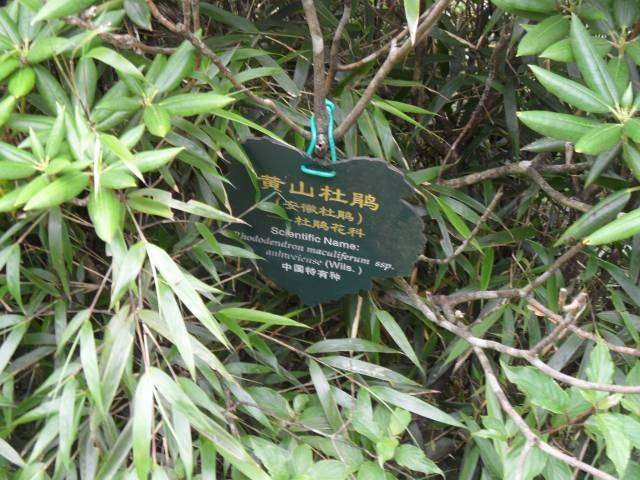 黄山杜鹃
(安徽杜鹃)
杜鹃花科
Scientific Name:
Rhododendron maculiferum ssp.
anhweiense (Wils.)
中国特有种